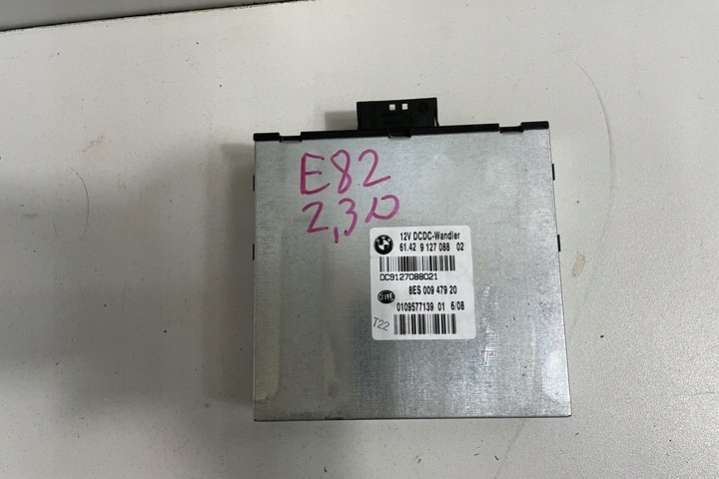 E82
2,3D
12V DCDC-Wandler
61.42 9 127 088 02
DC9127088021
8ES 009 479 20
0109577139 01 6/08
T22